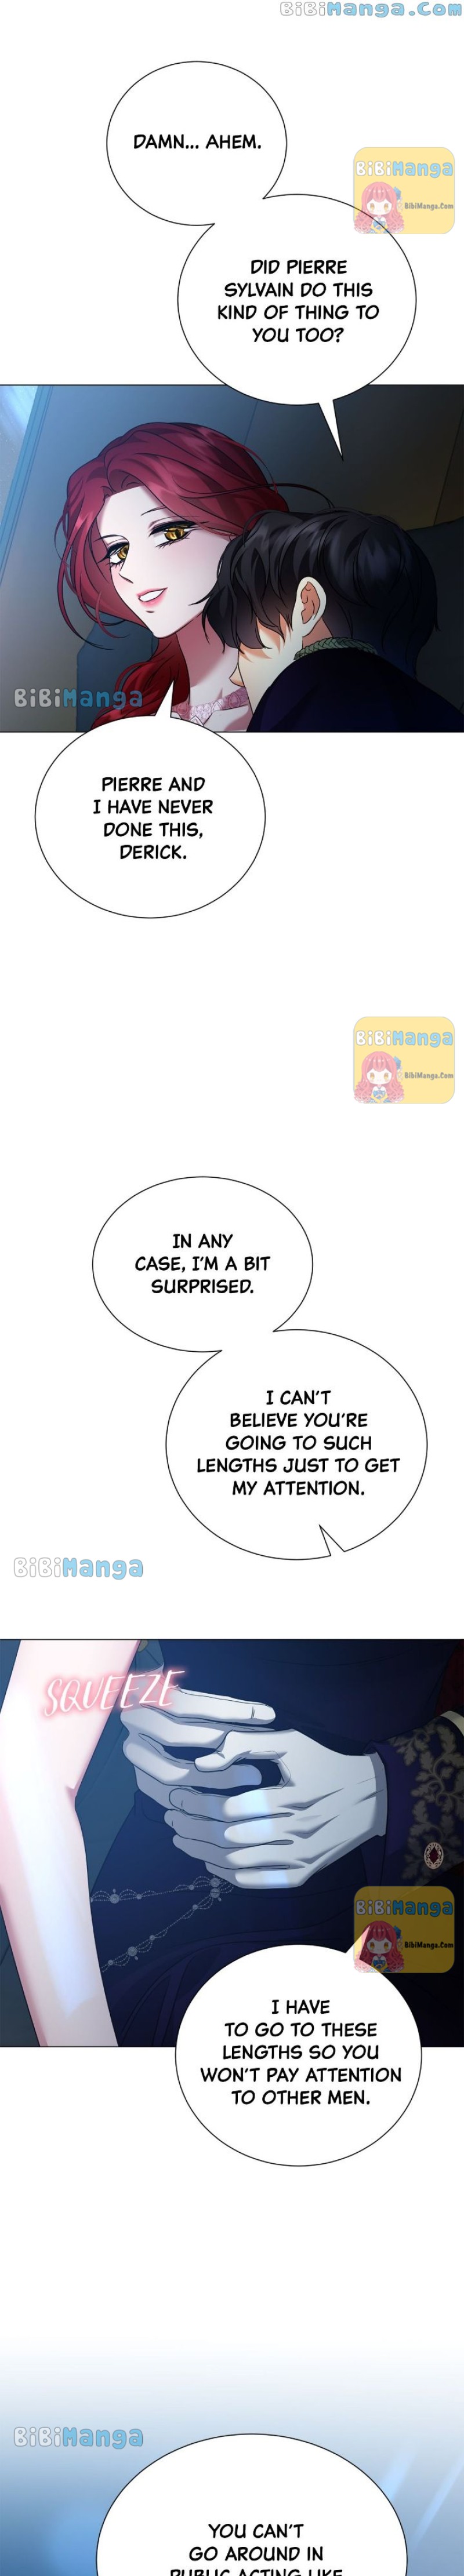 BiBiManga.Com
DAMN... AHEM.
BiBiManga
BibiManga.Com
DID PIERRE
SYLVAIN DO THIS
KIND OF THING TO
YOU TOO?
BiBiManga
PIERRE AND
I HAVE NEVER
DONE THIS,
DERICK.
BiBiManga
BibiManga.Com
IN ANY
CASE, I'M A BIT
SURPRISED.
I CAN'T
BELIEVE YOU'RE
GOING TO SUCH
LENGTHS JUST TO GET
MY ATTENTION.
BiBiManga
SQUEEZE
BiBiManga
BibiManga.Com
I HAVE
TO GO TO THESE
LENGTHS SO YOU
WON'T PAY ATTENTION
TO OTHER MEN.
BiBiManga
YOU CAN'T
GO AROUND IN
PUBLIC ACTING LIKE